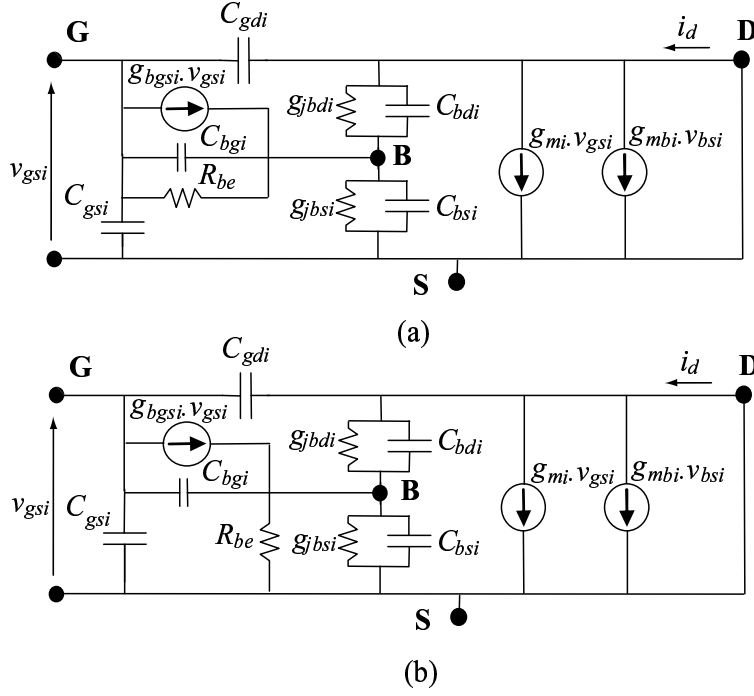 C_gdi
G
D
i_d
g_bgsi.v_gsi
g_jbdi
C_bdi
C_bgi
B
g_mi.v_gsi
g_mbi.v_bsi
v_gsi
R_be
C_gsi
g_jbsi
C_bsi
S
(a)
C_gdi
G
D
i_d
g_bgsi.v_gsi
g_jbdi
C_bdi
C_bgi
B
g_mi.v_gsi
g_mbi.v_bsi
v_gsi
C_gsi
R_be
g_jbsi
C_bsi
S
(b)